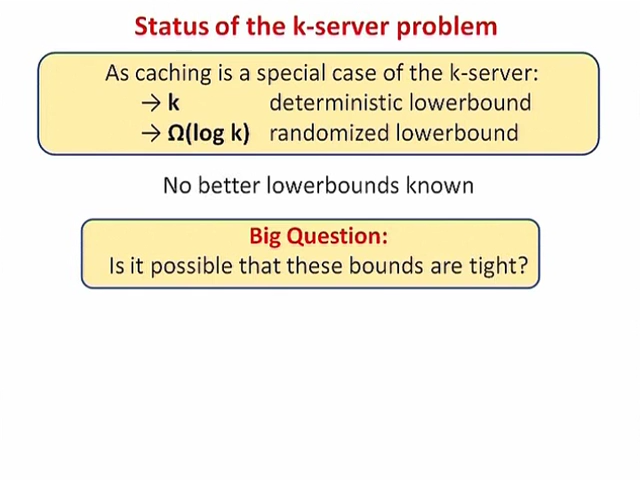 Status of the k-server problem
As caching is a special case of the k-server:
→ k deterministic lowerbound
→ Ω(log k) randomized lowerbound
No better lowerbounds known
Big Question:
Is it possible that these bounds are tight?